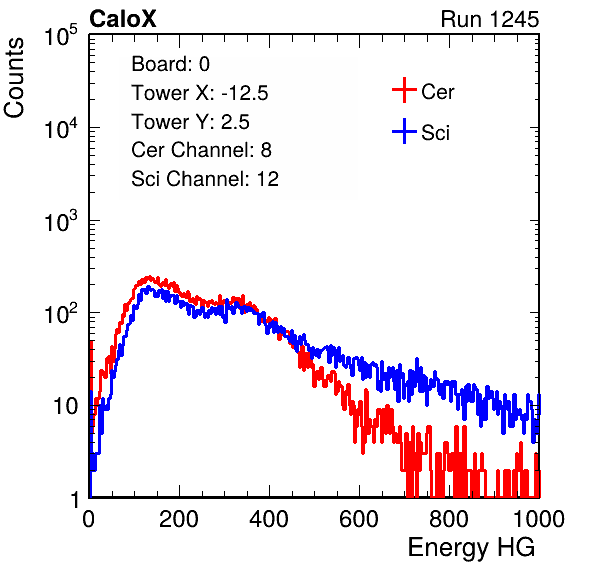 CaloX Run 1245
Counts
10^5
10^4
10^3
10^2
10
1
Board: 0
Tower X: -12.5
Tower Y: 2.5
Cer Channel: 8
Sci Channel: 12
Cer
Sci
0 200 400 600 800 1000
Energy HG